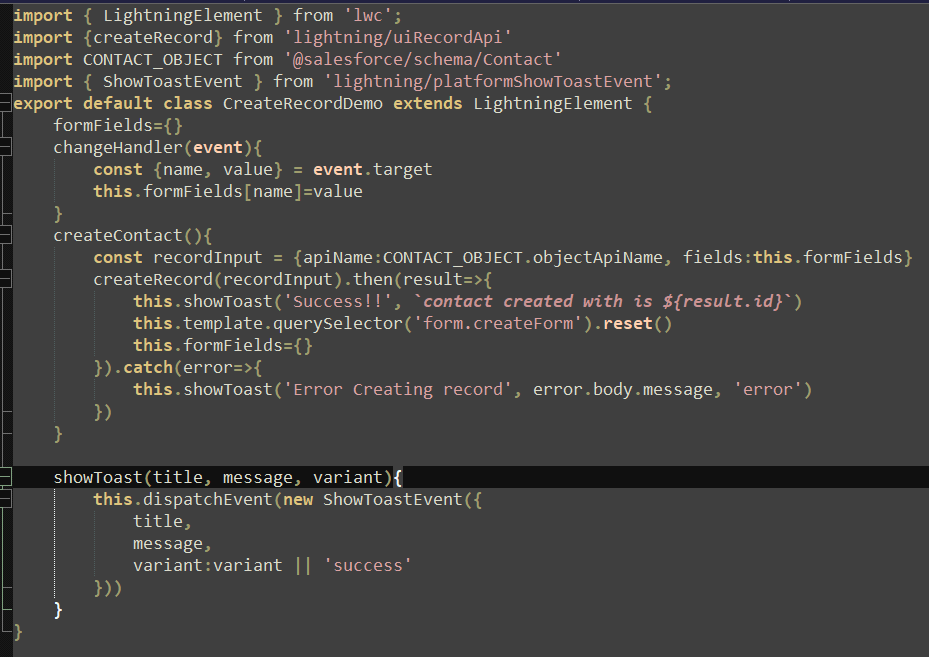 import { LightningElement } from 'lwc';
import {createRecord} from 'lightning/uiRecordApi'
import CONTACT_OBJECT from '@salesforce/schema/Contact'
import { ShowToastEvent } from 'lightning/platformShowToastEvent';
export default class CreateRecordDemo extends LightningElement {
    formFields={}
    changeHandler(event){
        const {name, value} = event.target
        this.formFields[name]=value
    }
    createContact(){
        const recordInput = {apiName:CONTACT_OBJECT.objectApiName, fields:this.formFields}
        createRecord(recordInput).then(result=>{
            this.showToast('Success!!', `contact created with is ${result.id}`)
            this.template.querySelector('form.createForm').reset()
            this.formFields={}
        }).catch(error=>{
            this.showToast('Error Creating record', error.body.message, 'error')
        })
    }

    showToast(title, message, variant){
        this.dispatchEvent(new ShowToastEvent({
            title,
            message,
            variant:variant || 'success'
        }))
    }
}